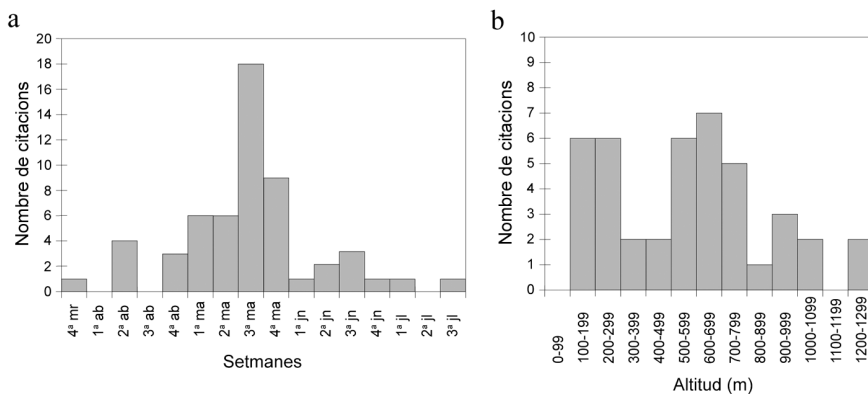 a
20
18
16
14
12
10
8
6
4
2
0
Nombre de citacions
4ª mr
1ª ab
2ª ab
3ª ab
4ª ab
1ª ma
2ª ma
3ª ma
4ª ma
1ª jn
2ª jn
3ª jn
4ª jn
1ª jl
2ª jl
3ª jl
Setmanes
b
10
9
8
7
6
5
4
3
2
1
0
Nombre de citacions
0-99
100-199
200-299
300-399
400-499
500-599
600-699
700-799
800-899
900-999
1000-1099
1100-1199
1200-1299
Altitud (m)